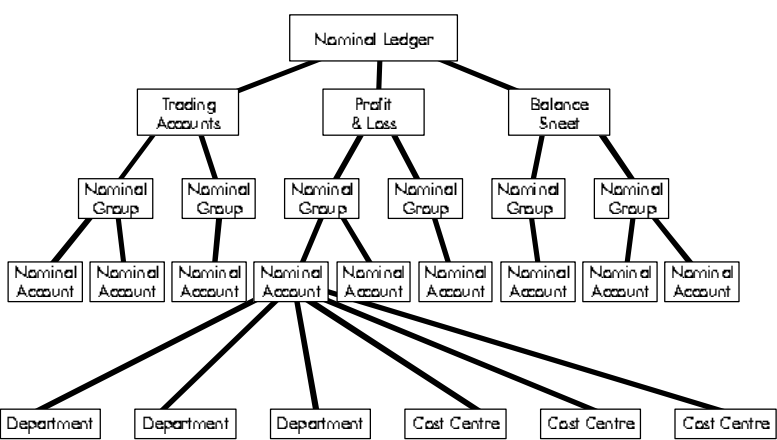 Nominal Ledger
Trading
Accounts
Profit
& Loss
Balance
Sheet
Nominal
Group
Nominal
Group
Nominal
Group
Nominal
Group
Nominal
Group
Nominal
Group
Nominal
Account
Nominal
Account
Nominal
Account
Nominal
Account
Nominal
Account
Nominal
Account
Nominal
Account
Nominal
Account
Nominal
Account
Department
Department
Department
Cost Centre
Cost Centre
Cost Centre